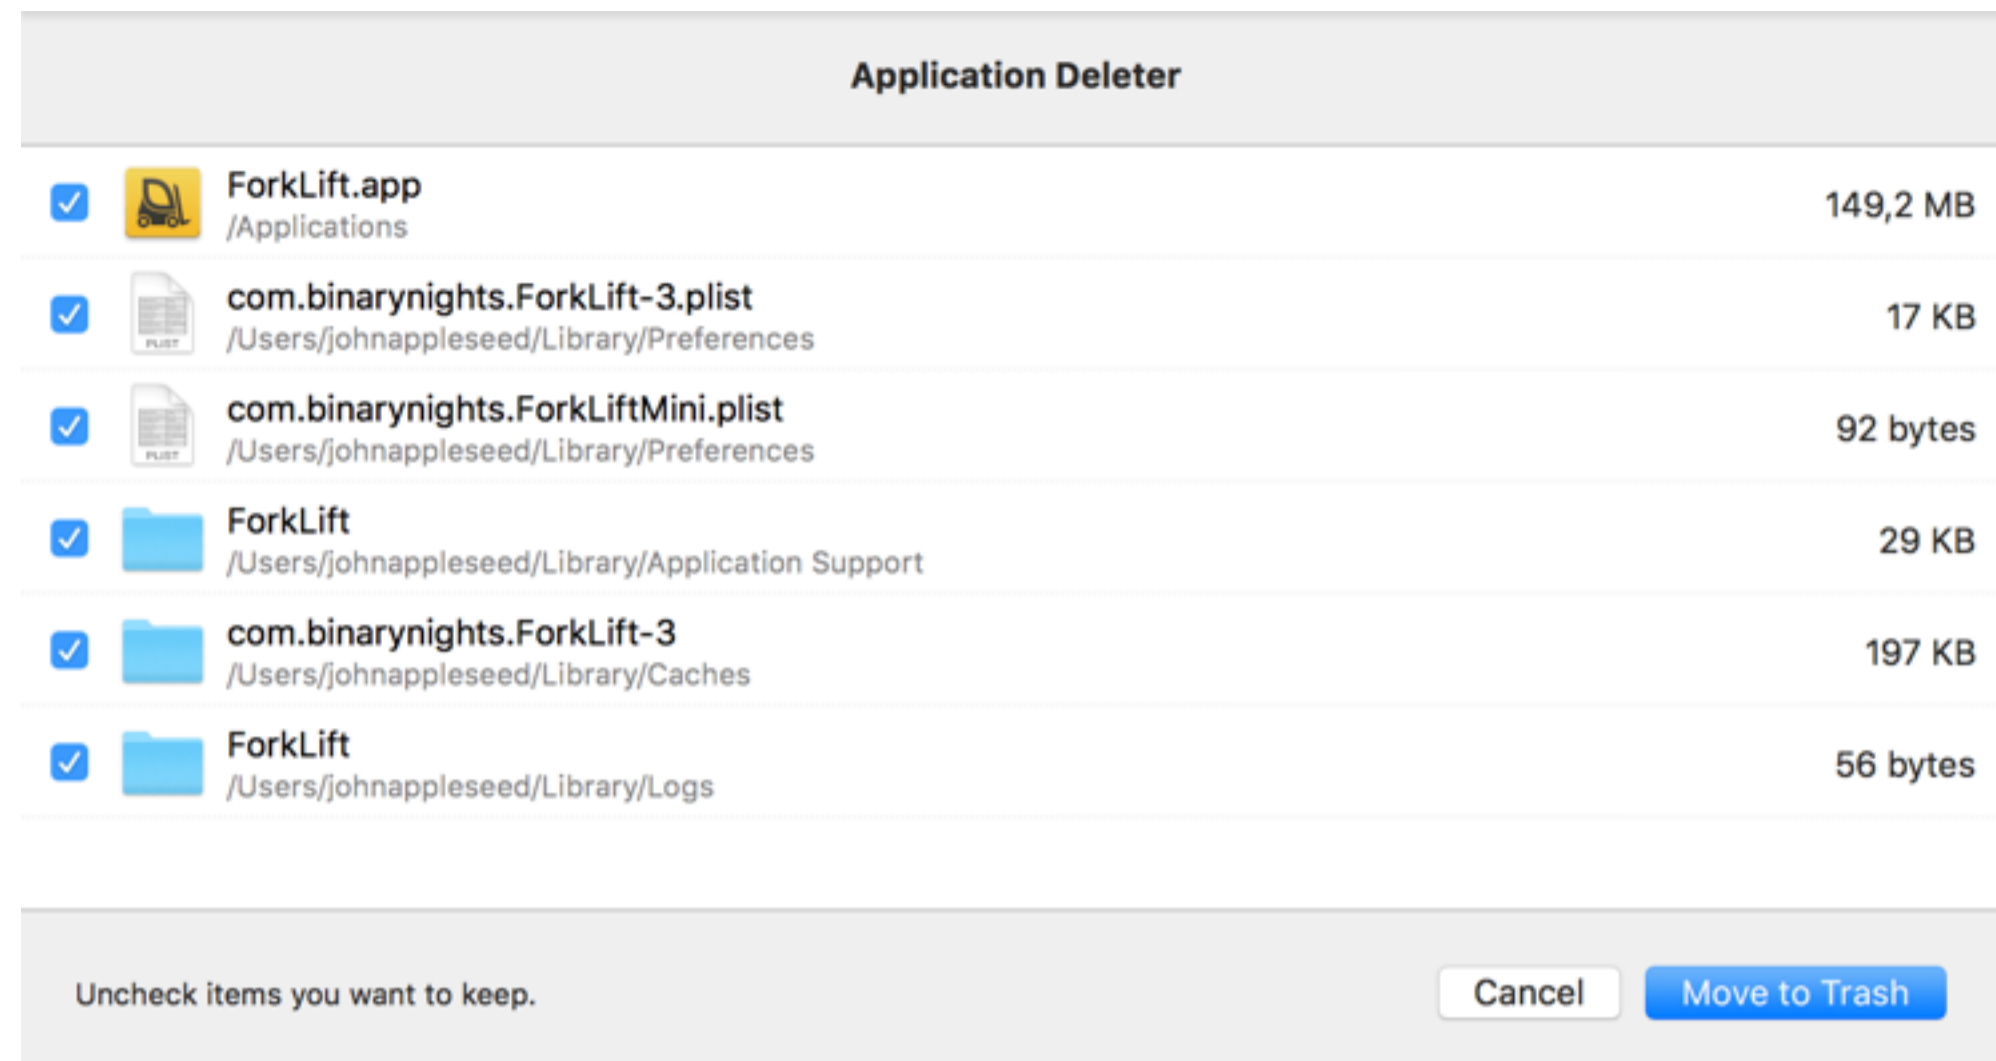 Application Deleter
ForkLift.app
/Applications
149,2 MB
com.binarynights.ForkLift-3.plist
/Users/johnappleseed/Library/Preferences
17 KB
PLIST
com.binarynights.ForkLiftMini.plist
/Users/johnappleseed/Library/Preferences
92 bytes
PLIST
ForkLift
/Users/johnappleseed/Library/Application Support
29 KB
com.binarynights.ForkLift-3
/Users/johnappleseed/Library/Caches
197 KB
ForkLift
/Users/johnappleseed/Library/Logs
56 bytes
Uncheck items you want to keep.
Cancel
Move to Trash